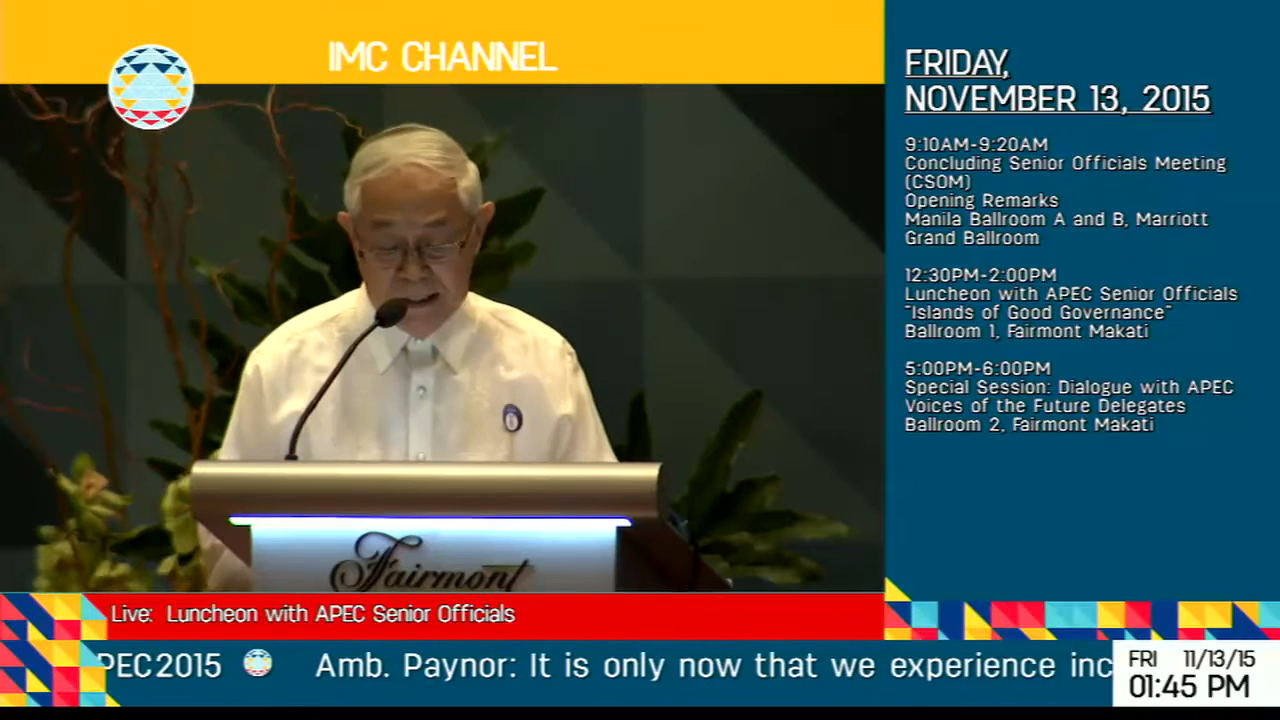 IMC CHANNEL
FRIDAY,
NOVEMBER 13, 2015
9:10AM-9:20AM
Concluding Senior Officials Meeting
(CSOM)
Opening Remarks
Manila Ballroom A and B, Marriott
Grand Ballroom
12:30PM-2:00PM
Luncheon with APEC Senior Officials
"Islands of Good Governance"
Ballroom 1, Fairmont Makati
5:00PM-6:00PM
Special Session: Dialogue with APEC
Voices of the Future Delegates
Ballroom 2, Fairmont Makati
Fairmont
Live: Luncheon with APEC Senior Officials
PEC2015 Amb. Paynor: It is only now that we experience inc
FRI 11/13/15
01:45 PM